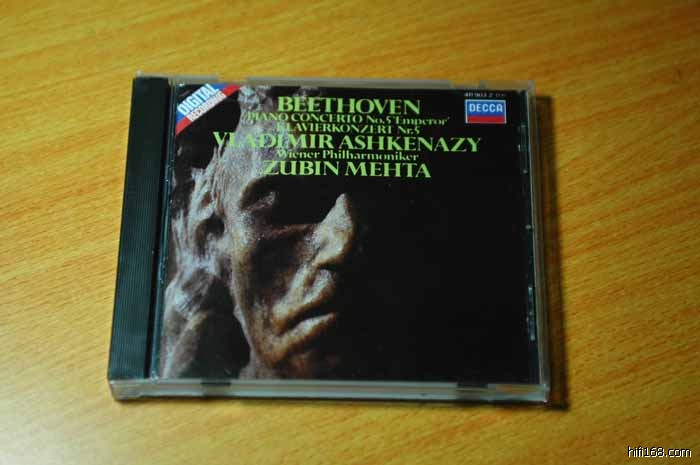 DIGITAL
RECORDING
DECCA
BEETHOVEN
PIANO CONCERTO No.5 'Emperor'
KLAVIERKONZERT Nr.5
VLADIMIR ASHKENAZY
Wiener Philharmoniker
ZUBIN MEHTA
hifi168.com